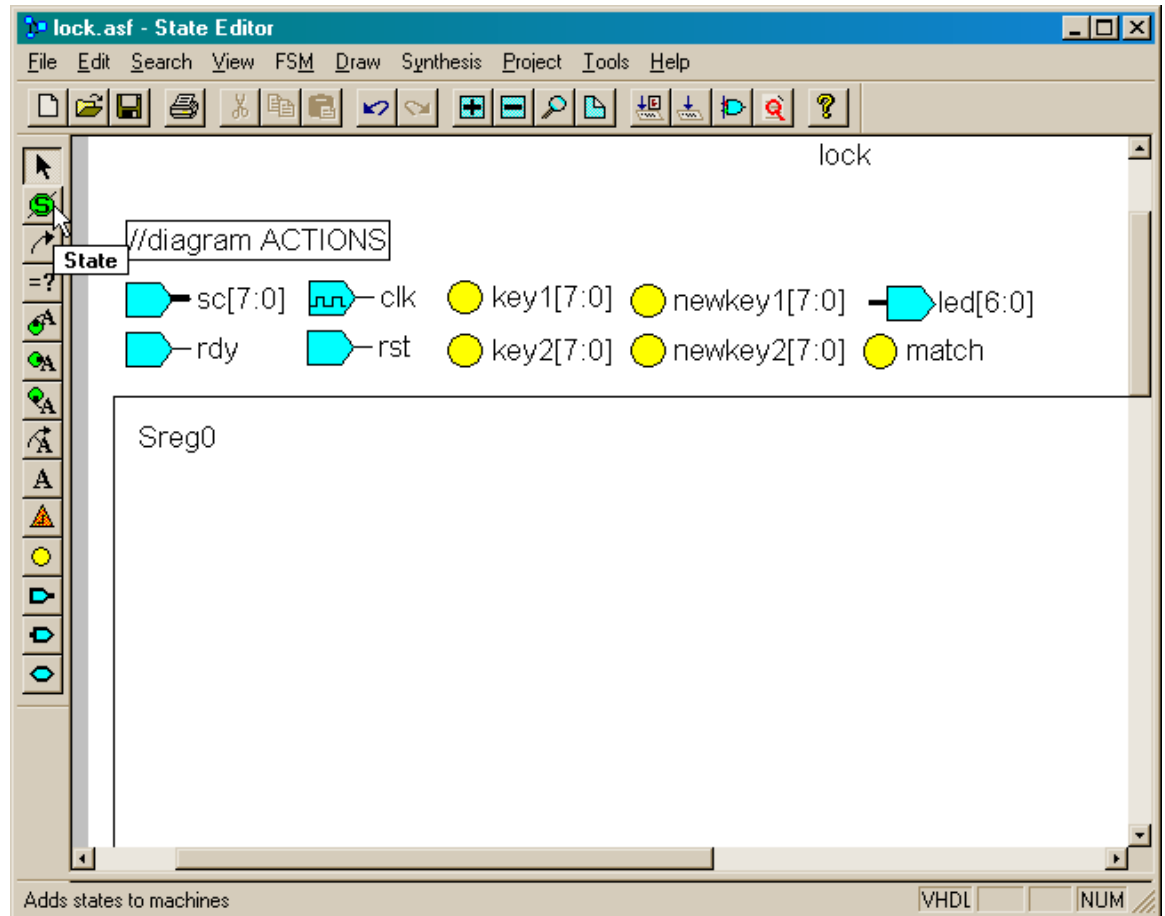 lock.asf - State Editor
File Edit Search View FSM Draw Synthesis Project Tools Help
lock
//diagram ACTIONS
State
sc[7:0] clk key1[7:0] newkey1[7:0] led[6:0]
rdy rst key2[7:0] newkey2[7:0] match
Sreg0
=?
A
A
A
A
A
Adds states to machines VHDL NUM